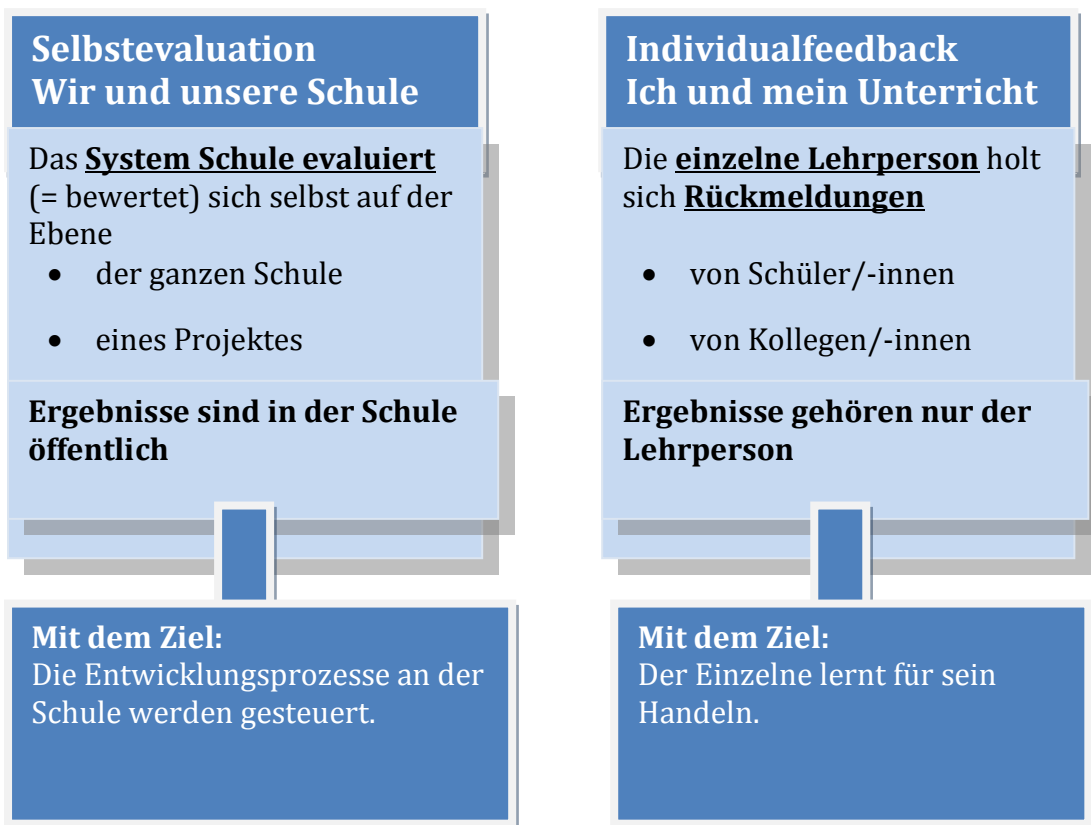 Selbstevaluation
Wir und unsere Schule
Das System Schule evaluiert
(= bewertet) sich selbst auf der
Ebene
• der ganzen Schule
• eines Projektes
Ergebnisse sind in der Schule
öffentlich
Mit dem Ziel:
Die Entwicklungsprozesse an der
Schule werden gesteuert.
Individualfeedback
Ich und mein Unterricht
Die einzelne Lehrperson holt
sich Rückmeldungen
• von Schüler/-innen
• von Kollegen/-innen
Ergebnisse gehören nur der
Lehrperson
Mit dem Ziel:
Der Einzelne lernt für sein
Handeln.